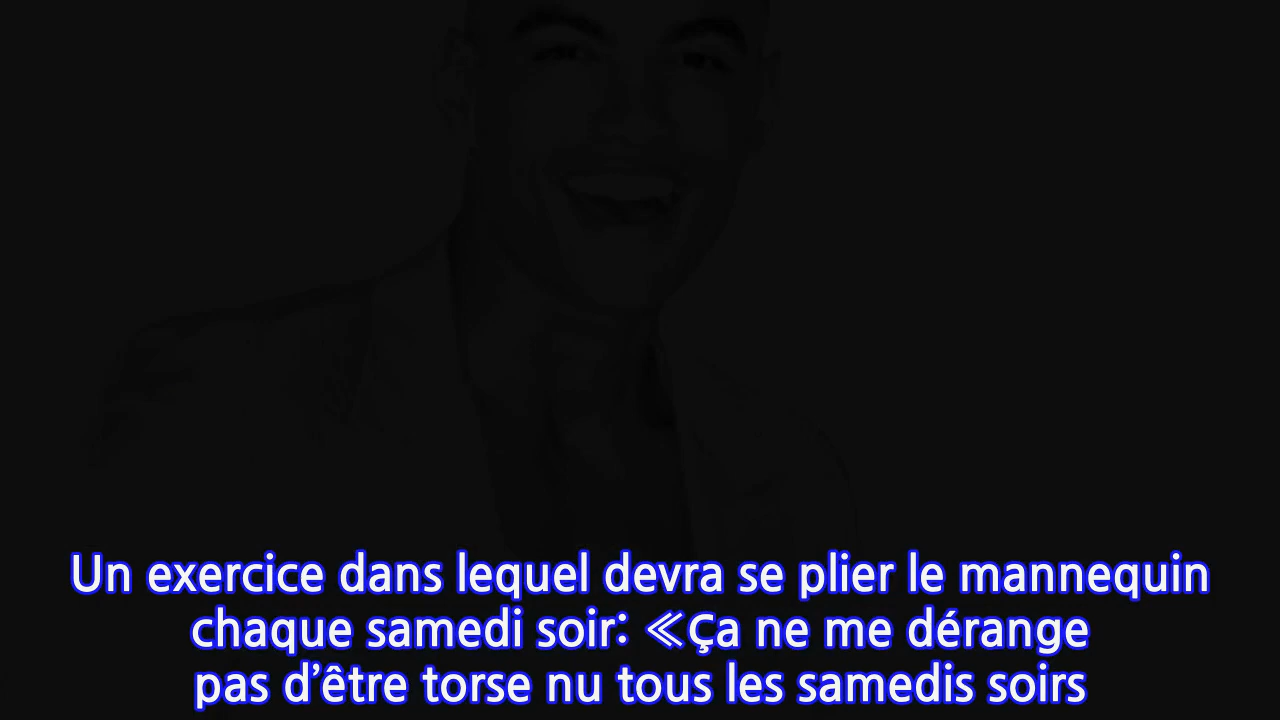 Un exercice dans lequel devra se plier le mannequin
chaque samedi soir: ≪Ça ne me dérange
pas d’être torse nu tous les samedis soirs